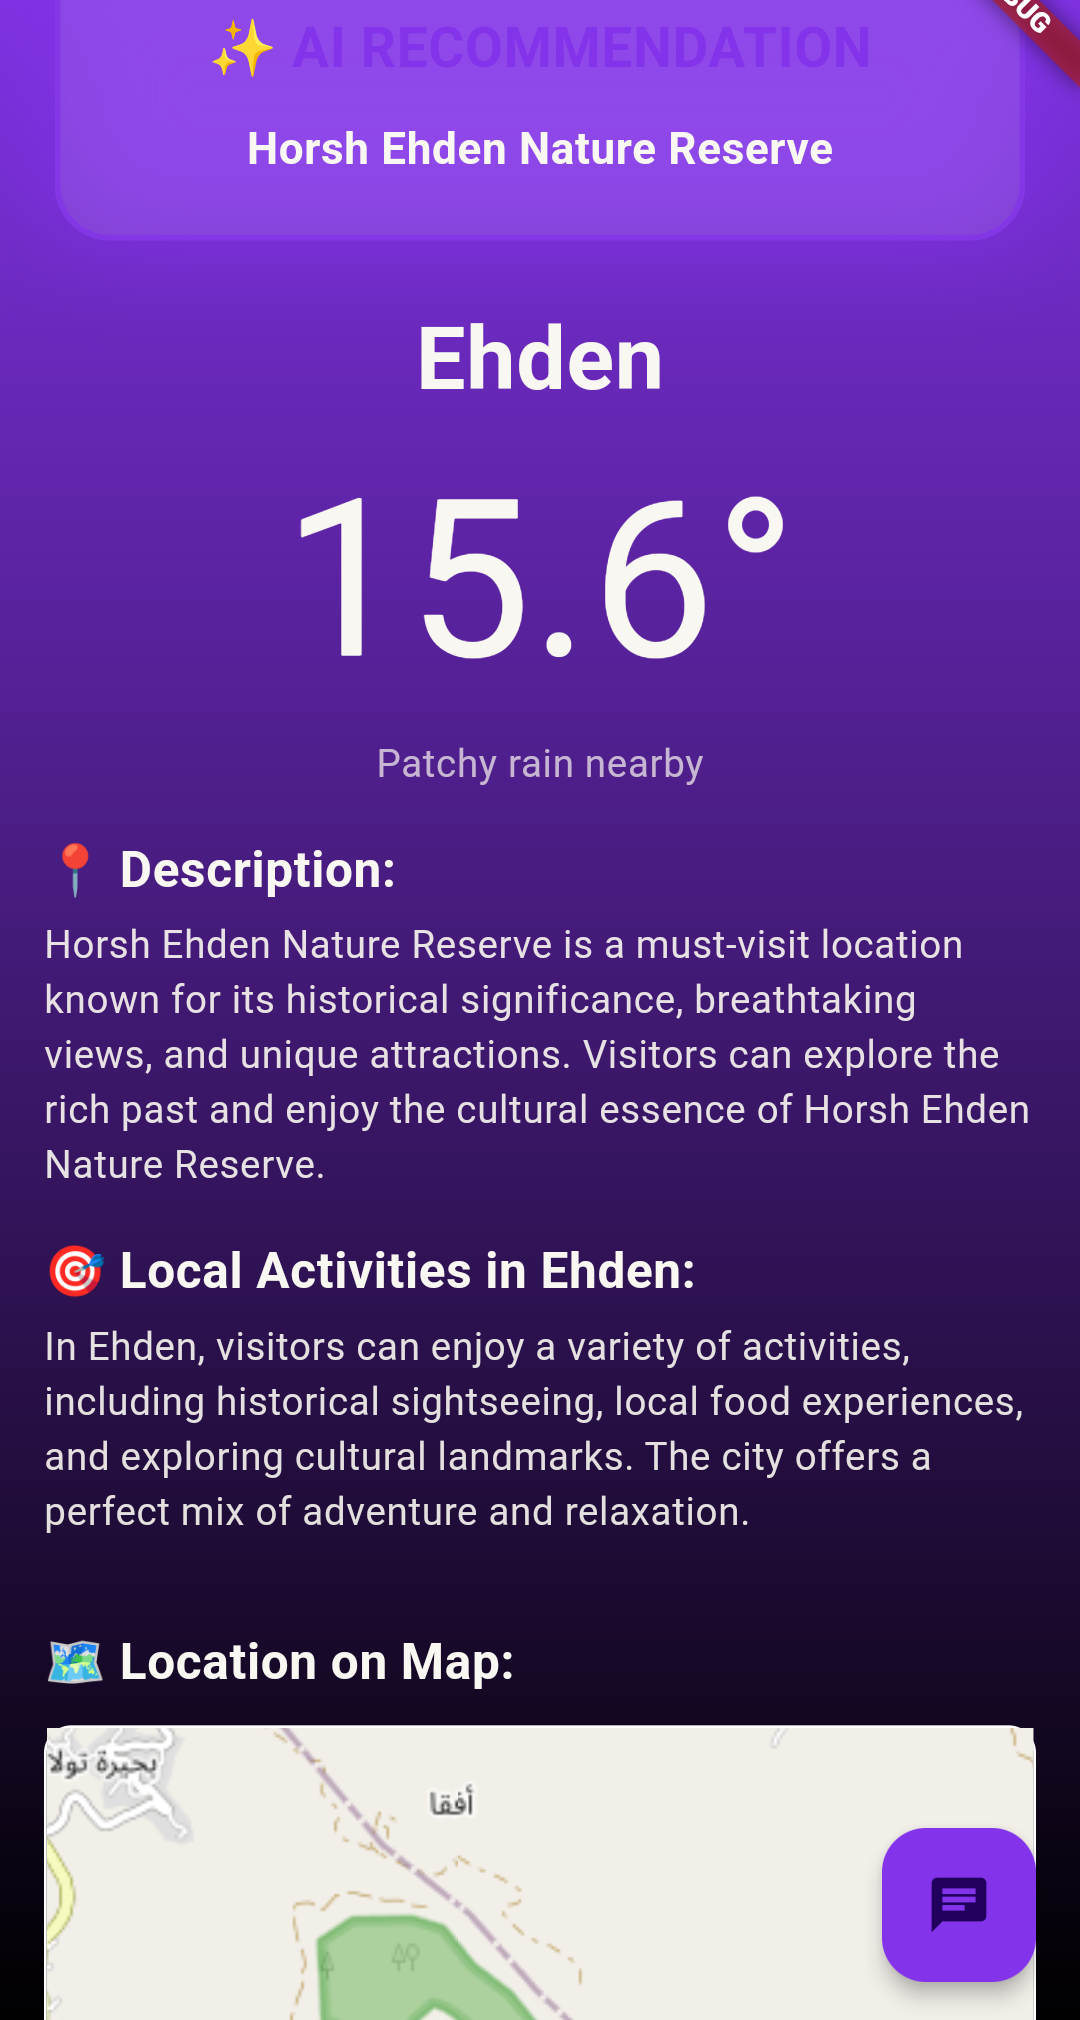 ✨ AI RECOMMENDATION
Horsh Ehden Nature Reserve
Ehden
15.6°
Patchy rain nearby
📍 Description:
Horsh Ehden Nature Reserve is a must-visit location
known for its historical significance, breathtaking
views, and unique attractions. Visitors can explore the
rich past and enjoy the cultural essence of Horsh Ehden
Nature Reserve.
🎯 Local Activities in Ehden:
In Ehden, visitors can enjoy a variety of activities,
including historical sightseeing, local food experiences,
and exploring cultural landmarks. The city offers a
perfect mix of adventure and relaxation.
🗺️ Location on Map:
بحيرة تولا
أفقا